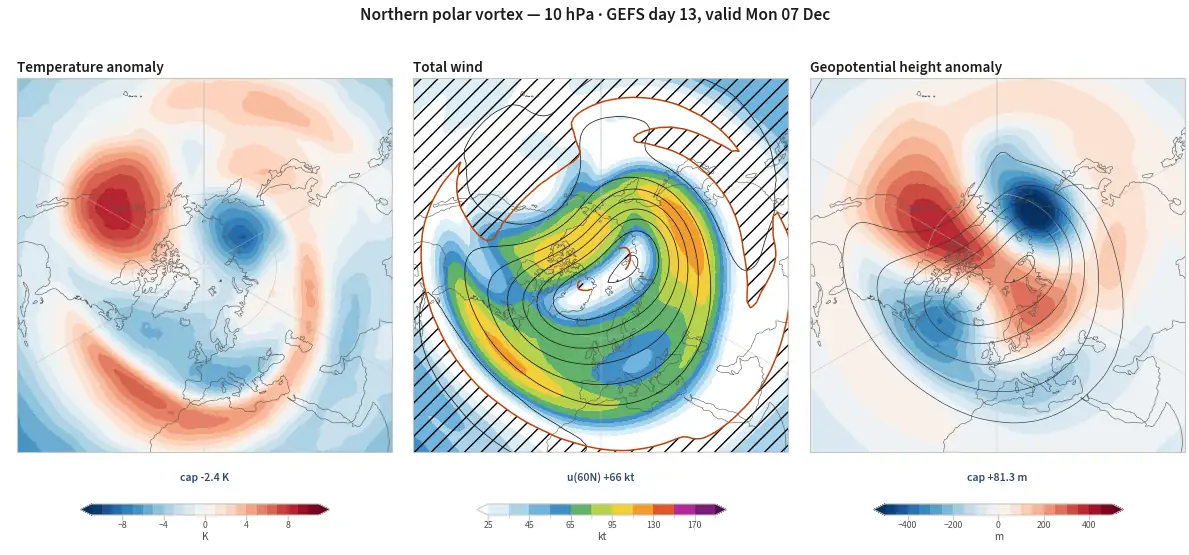 Northern polar vortex — 10 hPa · GEFS day 13, valid Mon 07 Dec
Temperature anomaly
Total wind
Geopotential height anomaly
cap -2.4 K
u(60N) +66 kt
cap +81.3 m
−8 −4 0 4 8
K
25 45 65 95 130 170
kt
−400 −200 0 200 400
m